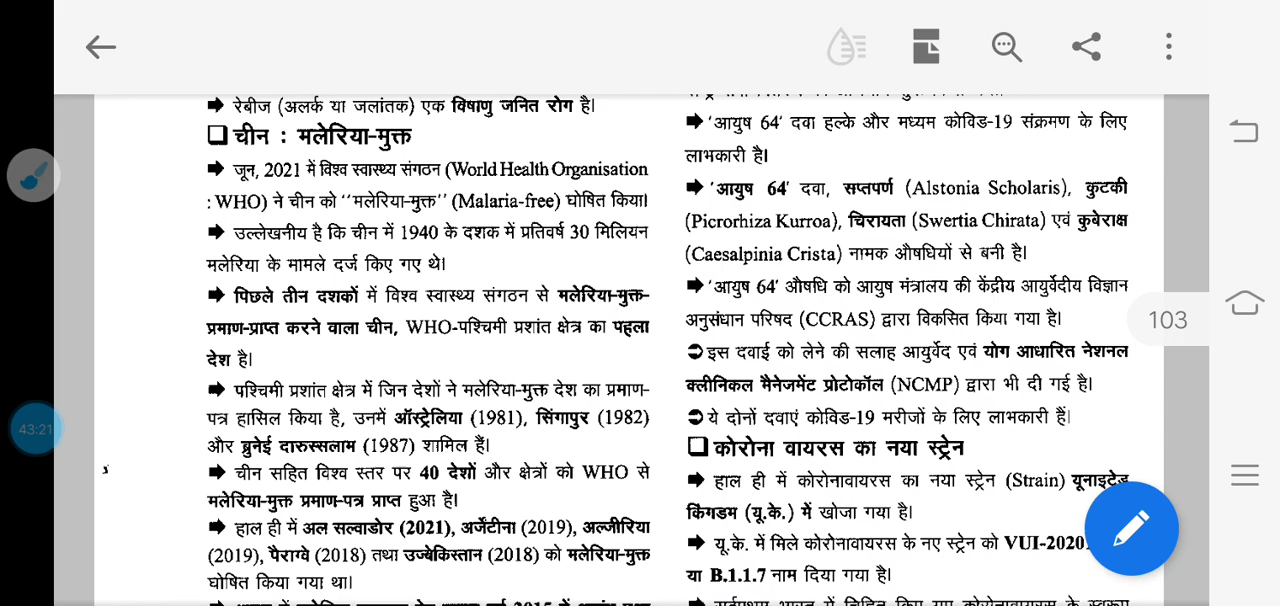 ➡ रेबीज (अलर्क या जलांतक) एक विषाणु जनित रोग है।
❑ चीन : मलेरिया-मुक्त
➡ जून, 2021 में विश्व स्वास्थ्य संगठन (World Health Organisation
: WHO) ने चीन को ''मलेरिया-मुक्त'' (Malaria-free) घोषित किया।
➡ उल्लेखनीय है कि चीन में 1940 के दशक में प्रतिवर्ष 30 मिलियन
मलेरिया के मामले दर्ज किए गए थे।
➡ पिछले तीन दशकों में विश्व स्वास्थ्य संगठन से मलेरिया-मुक्त-
प्रमाण-प्राप्त करने वाला चीन, WHO-पश्चिमी प्रशांत क्षेत्र का पहला
देश है।
➡ पश्चिमी प्रशांत क्षेत्र में जिन देशों ने मलेरिया-मुक्त देश का प्रमाण-
पत्र हासिल किया है, उनमें ऑस्ट्रेलिया (1981), सिंगापुर (1982)
और ब्रुनेई दारुस्सलाम (1987) शामिल हैं।
➡ चीन सहित विश्व स्तर पर 40 देशों और क्षेत्रों को WHO से
मलेरिया-मुक्त प्रमाण-पत्र प्राप्त हुआ है।
➡ हाल ही में अल सल्वाडोर (2021), अर्जेंटीना (2019), अल्जीरिया
(2019), पैराग्वे (2018) तथा उज्बेकिस्तान (2018) को मलेरिया-मुक्त
घोषित किया गया था।
➡ 'आयुष 64' दवा हल्के और मध्यम कोविड-19 संक्रमण के लिए
लाभकारी है।
➡ 'आयुष 64' दवा, सप्तपर्ण (Alstonia Scholaris), कुटकी
(Picrorhiza Kurroa), चिरायता (Swertia Chirata) एवं कुवेराक्ष
(Caesalpinia Crista) नामक औषधियों से बनी है।
➡ 'आयुष 64' औषधि को आयुष मंत्रालय की केंद्रीय आयुर्वेदीय विज्ञान
अनुसंधान परिषद (CCRAS) द्वारा विकसित किया गया है।
➲ इस दवाई को लेने की सलाह आयुर्वेद एवं योग आधारित नेशनल
क्लीनिकल मैनेजमेंट प्रोटोकॉल (NCMP) द्वारा भी दी गई है।
➲ ये दोनों दवाएं कोविड-19 मरीजों के लिए लाभकारी हैं।
❑ कोरोना वायरस का नया स्ट्रेन
➡ हाल ही में कोरोनावायरस का नया स्ट्रेन (Strain) यूनाइटेड
किंगडम (यू.के.) में खोजा गया है।
➡ यू.के. में मिले कोरोनावायरस के नए स्ट्रेन को VUI-2020
या B.1.1.7 नाम दिया गया है।
103
43:21